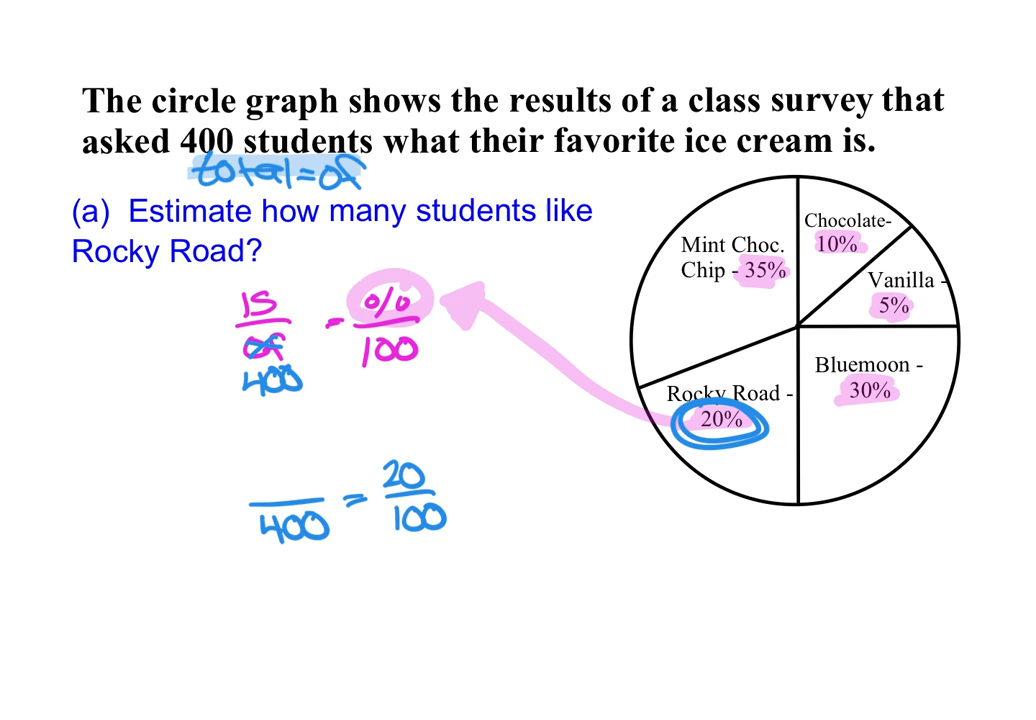 The circle graph shows the results of a class survey that
asked 400 students what their favorite ice cream is.
total=of
(a) Estimate how many students like
Rocky Road?
is
of
400
=
%
100
400
=
20
100
Mint Choc.
Chip - 35%
Chocolate-
10%
Vanilla -
5%
Bluemoon -
30%
Rocky Road -
20%